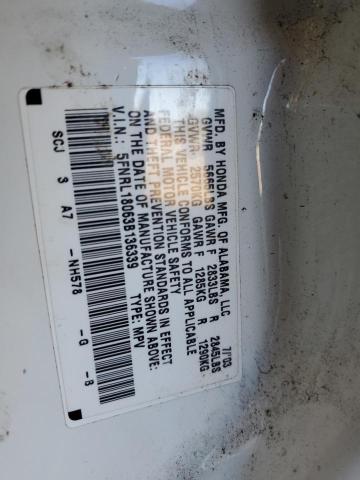 MFD. BY HONDA MFG. OF ALABAMA, LLC 7/'03
GVWR 5665LBS GAWR F 2833LBS R 2845LBS
GVWR 2570KG GAWR F 1285KG R 1290KG
THIS VEHICLE CONFORMS TO ALL APPLICABLE
FEDERAL MOTOR VEHICLE SAFETY
AND THEFT PREVENTION STANDARDS IN EFFECT
ON THE DATE OF MANUFACTURE SHOWN ABOVE.
V.I.N.: 5FNRL18063B136339 TYPE: MPV
SCJ 3 A7 -NH578 -G -B